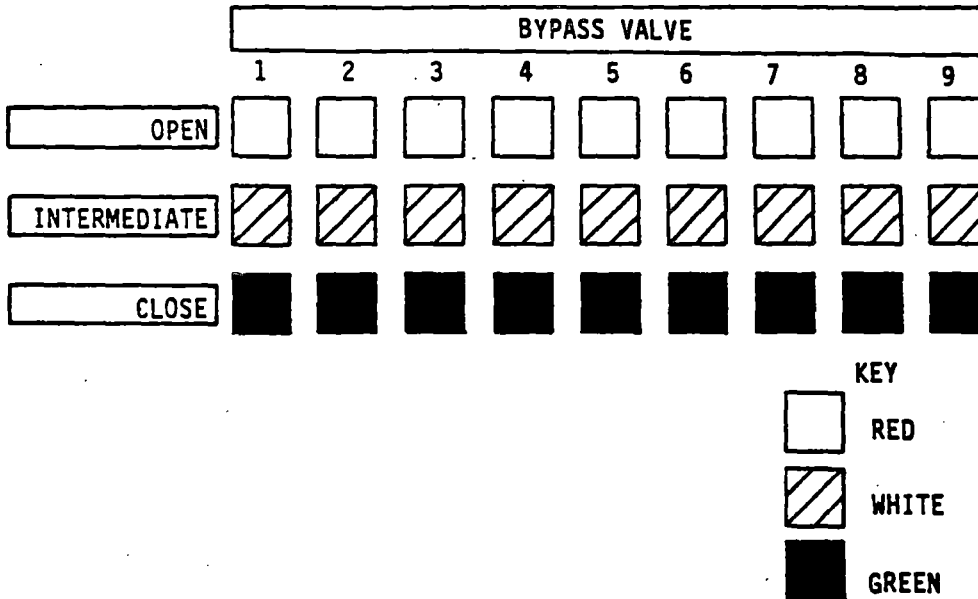 BYPASS VALVE
1 2 3 4 5 6 7 8 9
OPEN
INTERMEDIATE
CLOSE
KEY
RED
WHITE
GREEN